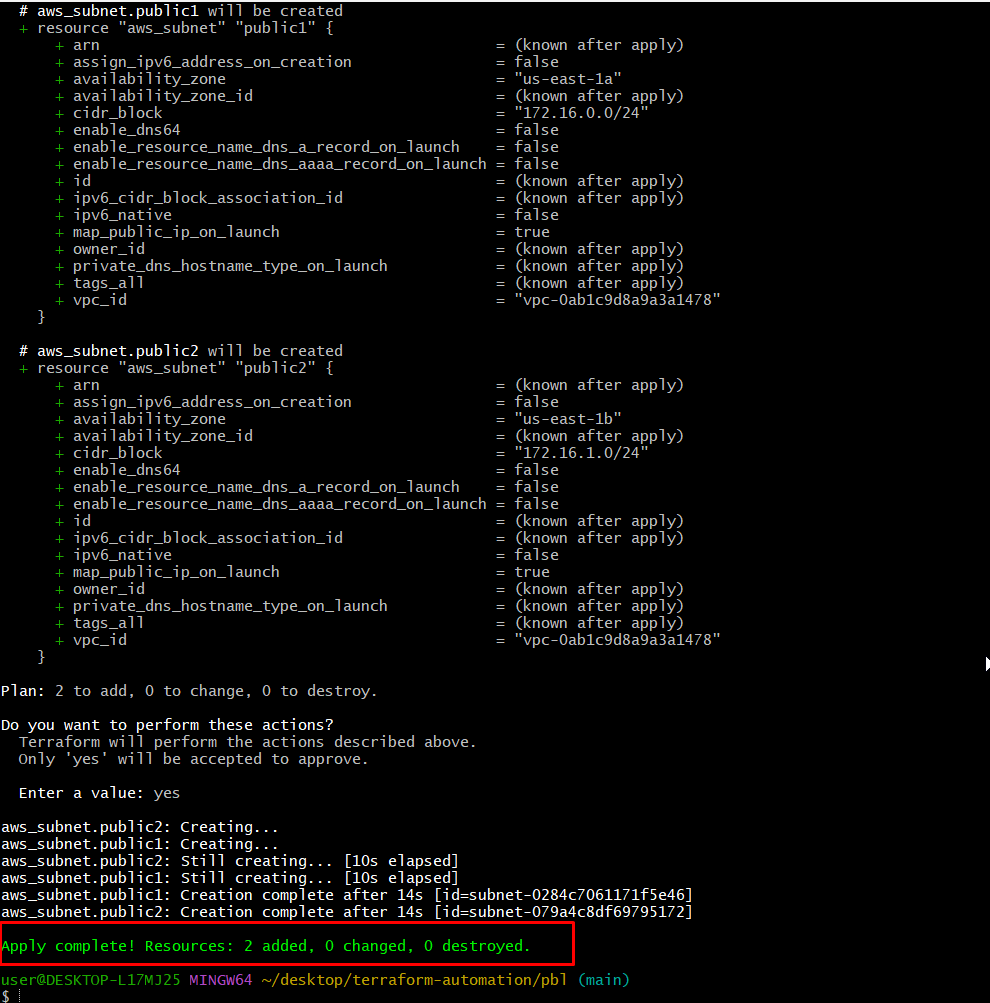 # aws_subnet.public1 will be created
+ resource "aws_subnet" "public1" {
+ arn = (known after apply)
+ assign_ipv6_address_on_creation = false
+ availability_zone = "us-east-1a"
+ availability_zone_id = (known after apply)
+ cidr_block = "172.16.0.0/24"
+ enable_dns64 = false
+ enable_resource_name_dns_a_record_on_launch = false
+ enable_resource_name_dns_aaaa_record_on_launch = false
+ id = (known after apply)
+ ipv6_cidr_block_association_id = (known after apply)
+ ipv6_native = false
+ map_public_ip_on_launch = true
+ owner_id = (known after apply)
+ private_dns_hostname_type_on_launch = (known after apply)
+ tags_all = (known after apply)
+ vpc_id = "vpc-0ab1c9d8a9a3a1478"
}
# aws_subnet.public2 will be created
+ resource "aws_subnet" "public2" {
+ arn = (known after apply)
+ assign_ipv6_address_on_creation = false
+ availability_zone = "us-east-1b"
+ availability_zone_id = (known after apply)
+ cidr_block = "172.16.1.0/24"
+ enable_dns64 = false
+ enable_resource_name_dns_a_record_on_launch = false
+ enable_resource_name_dns_aaaa_record_on_launch = false
+ id = (known after apply)
+ ipv6_cidr_block_association_id = (known after apply)
+ ipv6_native = false
+ map_public_ip_on_launch = true
+ owner_id = (known after apply)
+ private_dns_hostname_type_on_launch = (known after apply)
+ tags_all = (known after apply)
+ vpc_id = "vpc-0ab1c9d8a9a3a1478"
}
Plan: 2 to add, 0 to change, 0 to destroy.
Do you want to perform these actions?
Terraform will perform the actions described above.
Only 'yes' will be accepted to approve.
Enter a value: yes
aws_subnet.public2: Creating...
aws_subnet.public1: Creating...
aws_subnet.public2: Still creating... [10s elapsed]
aws_subnet.public1: Still creating... [10s elapsed]
aws_subnet.public1: Creation complete after 14s [id=subnet-0284c7061171f5e46]
aws_subnet.public2: Creation complete after 14s [id=subnet-079a4c8df69795172]
Apply complete! Resources: 2 added, 0 changed, 0 destroyed.
user@DESKTOP-L17MJ25 MINGW64 ~/desktop/terraform-automation/pbl (main)
$